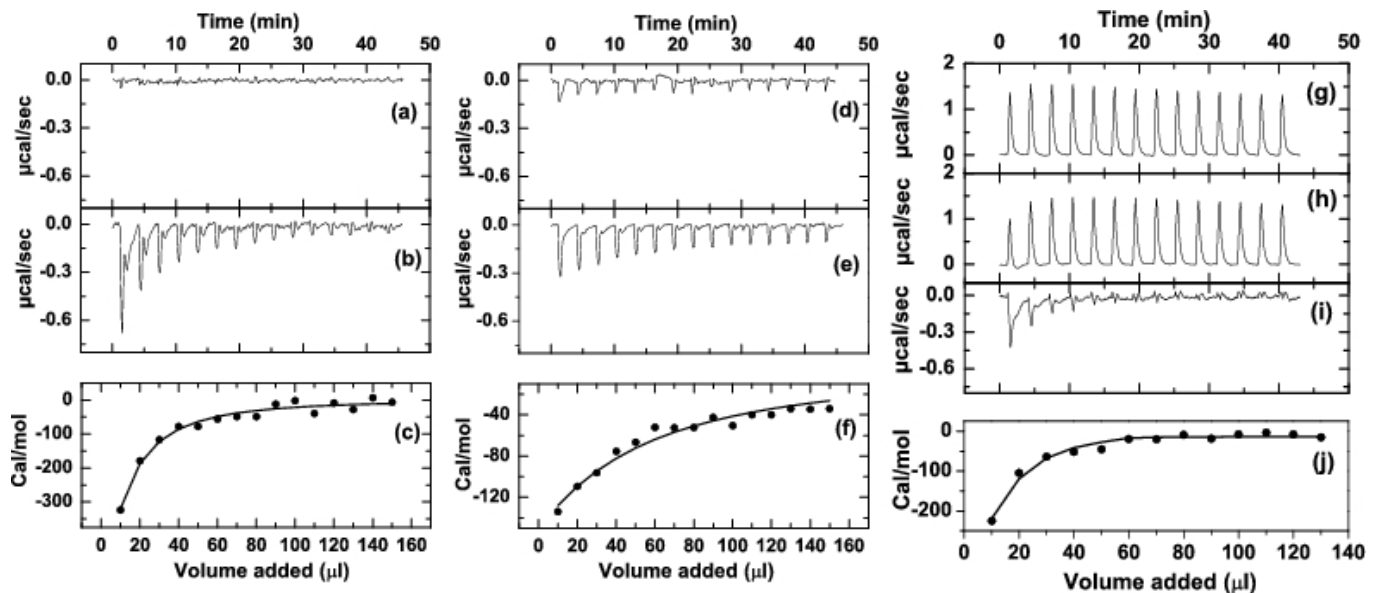 Time (min)
0 10 20 30 40 50
0.0
-0.3
-0.6
µcal/sec
(a)
0.0
-0.3
-0.6
µcal/sec
(b)
0
-100
-200
-300
Cal/mol
(c)
0 20 40 60 80 100 120 140 160
Volume added (µl)
Time (min)
0 10 20 30 40 50
0.0
-0.3
-0.6
µcal/sec
(d)
0.0
-0.3
-0.6
µcal/sec
(e)
-40
-80
-120
Cal/mol
(f)
0 20 40 60 80 100 120 140 160
Volume added (µl)
Time (min)
0 10 20 30 40 50
2
1
0
µcal/sec
(g)
2
1
0
µcal/sec
(h)
0.0
-0.3
-0.6
µcal/sec
(i)
0
-100
-200
Cal/mol
(j)
0 20 40 60 80 100 120 140
Volume added (µl)